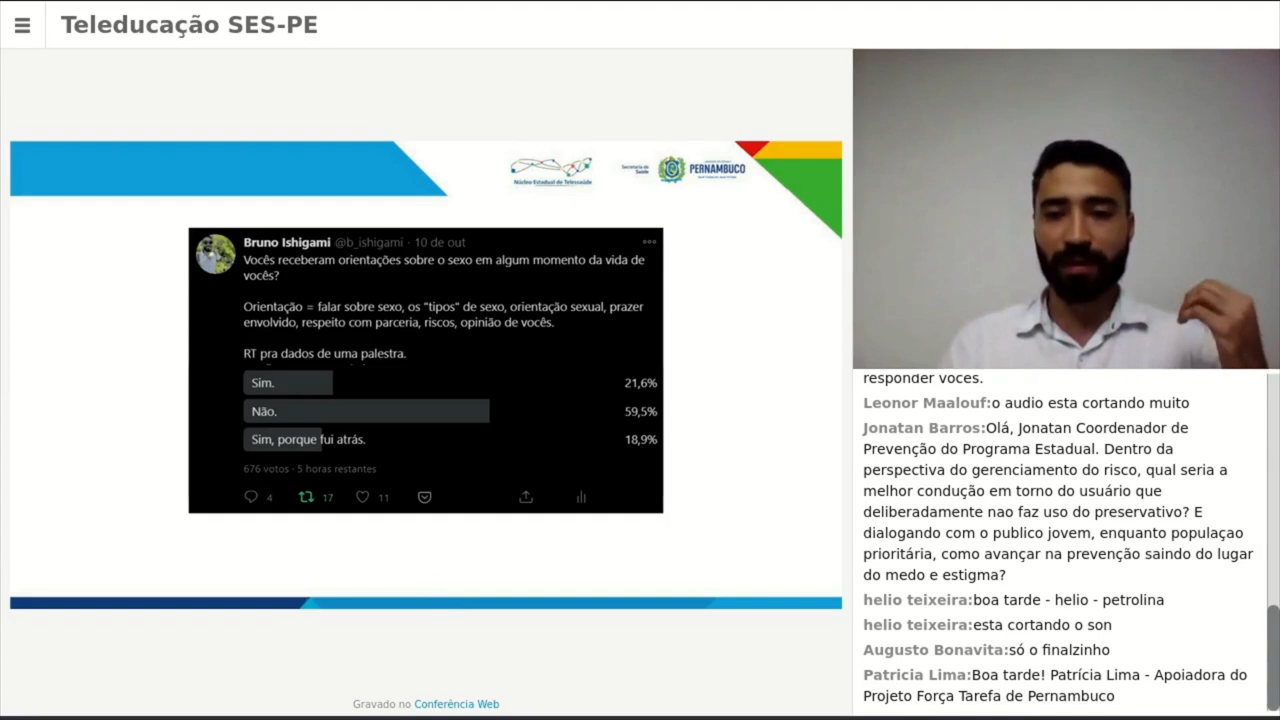 Teleducação SES-PE
Núcleo Estadual de Telessaúde
Secretaria da
Saúde
PERNAMBUCO
Bruno Ishigami @b_ishigami · 10 de out
Vocês receberam orientações sobre o sexo em algum momento da vida de
vocês?
Orientação = falar sobre sexo, os "tipos" de sexo, orientação sexual, prazer
envolvido, respeito com parceria, riscos, opinião de vocês.
RT pra dados de uma palestra.
Sim. 21,6%
Não. 59,5%
Sim, porque fui atrás. 18,9%
676 votos · 5 horas restantes
4 17 11
Gravado no Conferência Web
responder voces.
Leonor Maalouf:o audio esta cortando muito
Jonatan Barros:Olá, Jonatan Coordenador de
Prevenção do Programa Estadual. Dentro da
perspectiva do gerenciamento do risco, qual seria a
melhor condução em torno do usuário que
deliberadamente nao faz uso do preservativo? E
dialogando com o publico jovem, enquanto populaçao
prioritária, como avançar na prevenção saindo do lugar
do medo e estigma?
helio teixeira:boa tarde - helio - petrolina
helio teixeira:esta cortando o son
Augusto Bonavita:só o finalzinho
Patricia Lima:Boa tarde! Patrícia Lima - Apoiadora do
Projeto Força Tarefa de Pernambuco